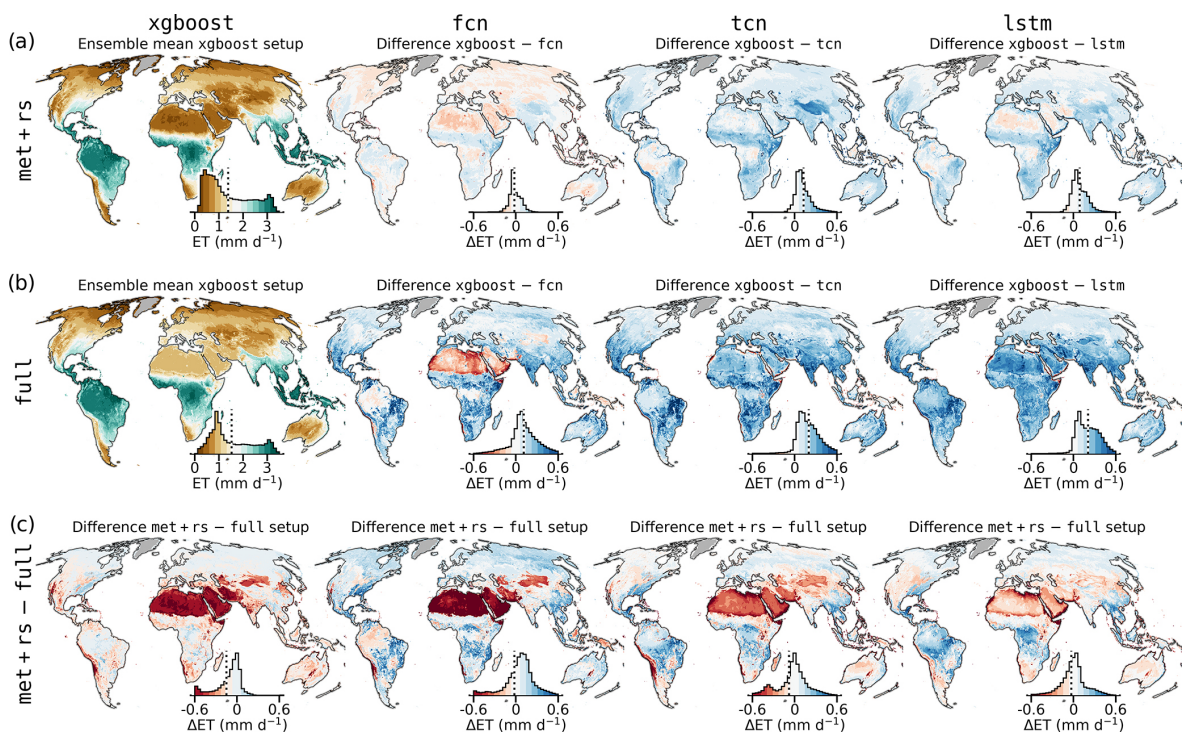 xgboost fcn tcn lstm
(a)
met+rs
Ensemble mean xgboost setup Difference xgboost − fcn Difference xgboost − tcn Difference xgboost − lstm
0 1 2 3 -0.6 0 0.6 -0.6 0 0.6 -0.6 0 0.6
ET (mm d⁻¹) ΔET (mm d⁻¹) ΔET (mm d⁻¹) ΔET (mm d⁻¹)
(b)
full
Ensemble mean xgboost setup Difference xgboost − fcn Difference xgboost − tcn Difference xgboost − lstm
0 1 2 3 -0.6 0 0.6 -0.6 0 0.6 -0.6 0 0.6
ET (mm d⁻¹) ΔET (mm d⁻¹) ΔET (mm d⁻¹) ΔET (mm d⁻¹)
(c)
met+rs − full
Difference met+rs − full setup Difference met+rs − full setup Difference met+rs − full setup Difference met+rs − full setup
-0.6 0 0.6 -0.6 0 0.6 -0.6 0 0.6 -0.6 0 0.6
ΔET (mm d⁻¹) ΔET (mm d⁻¹) ΔET (mm d⁻¹) ΔET (mm d⁻¹)